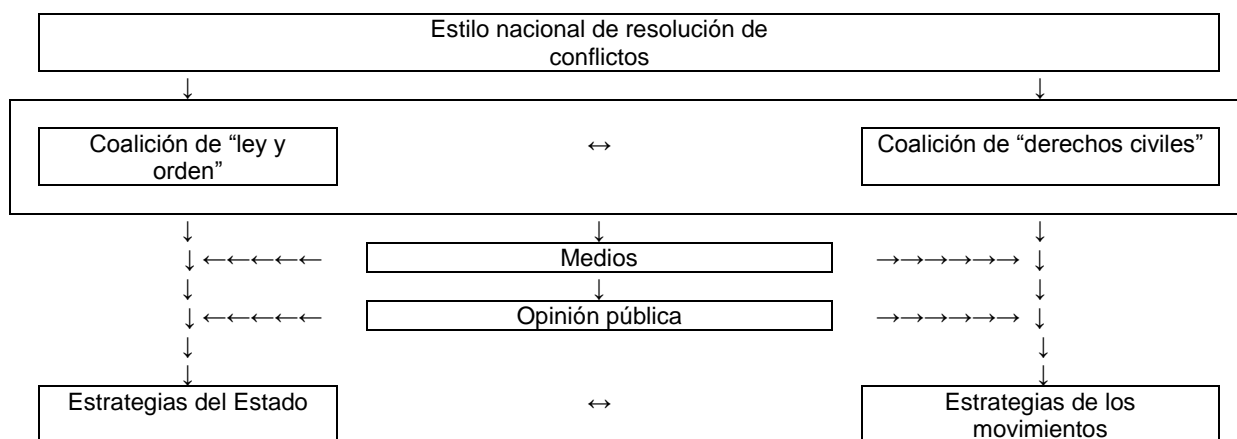 Estilo nacional de resolución de
conflictos
↓ ↓
Coalición de “ley y
orden”
↔
Coalición de “derechos civiles”
↓ ↓ ↓
↓ ←←←←← Medios →→→→→→ ↓
↓ ↓ ↓
↓ ←←←←← Opinión pública →→→→→→ ↓
↓ ↓
↓ ↓
Estrategias del Estado
↔
Estrategias de los
movimientos